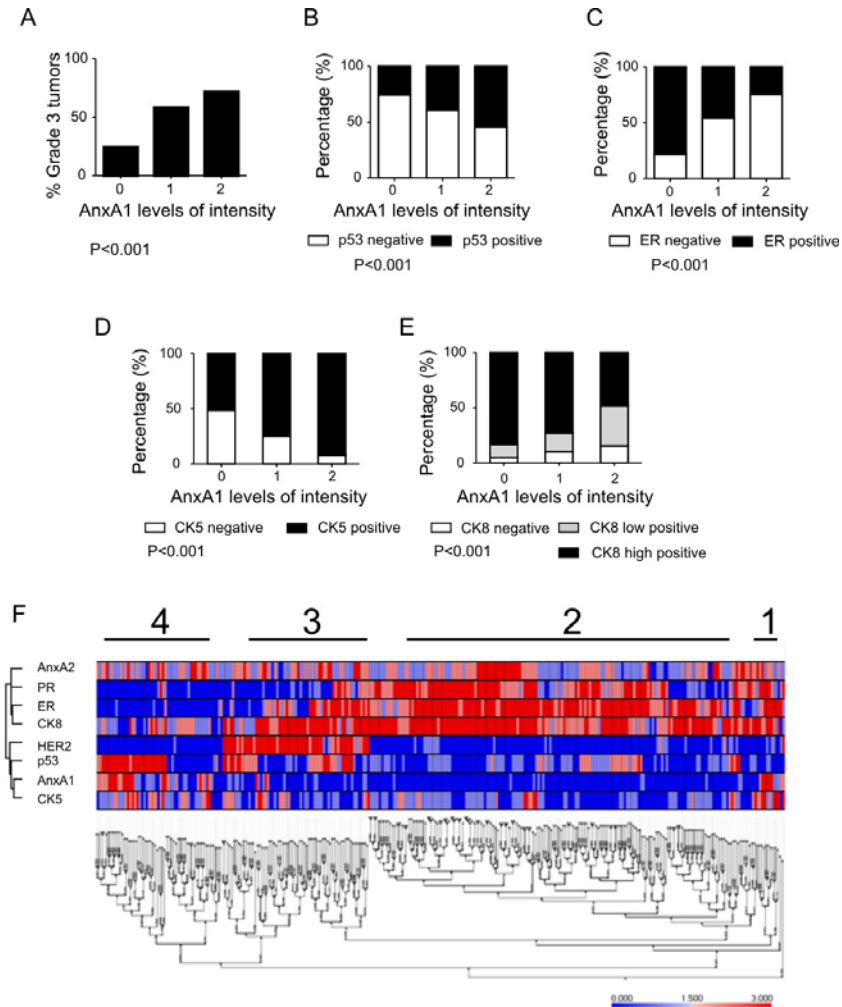 A
100
50
0
% Grade 3 tumors
0 1 2
AnxA1 levels of intensity
P<0.001
B
100
50
0
Percentage (%)
0 1 2
AnxA1 levels of intensity
p53 negative p53 positive
P<0.001
C
100
50
0
Percentage (%)
0 1 2
AnxA1 levels of intensity
ER negative ER positive
P<0.001
D
100
50
0
Percentage (%)
0 1 2
AnxA1 levels of intensity
CK5 negative CK5 positive
P<0.001
E
100
50
0
Percentage (%)
0 1 2
AnxA1 levels of intensity
CK8 negative CK8 low positive
P<0.001
CK8 high positive
F
4 3 2 1
AnxA2
PR
ER
CK8
HER2
p53
AnxA1
CK5
0.000 1.500 3.000